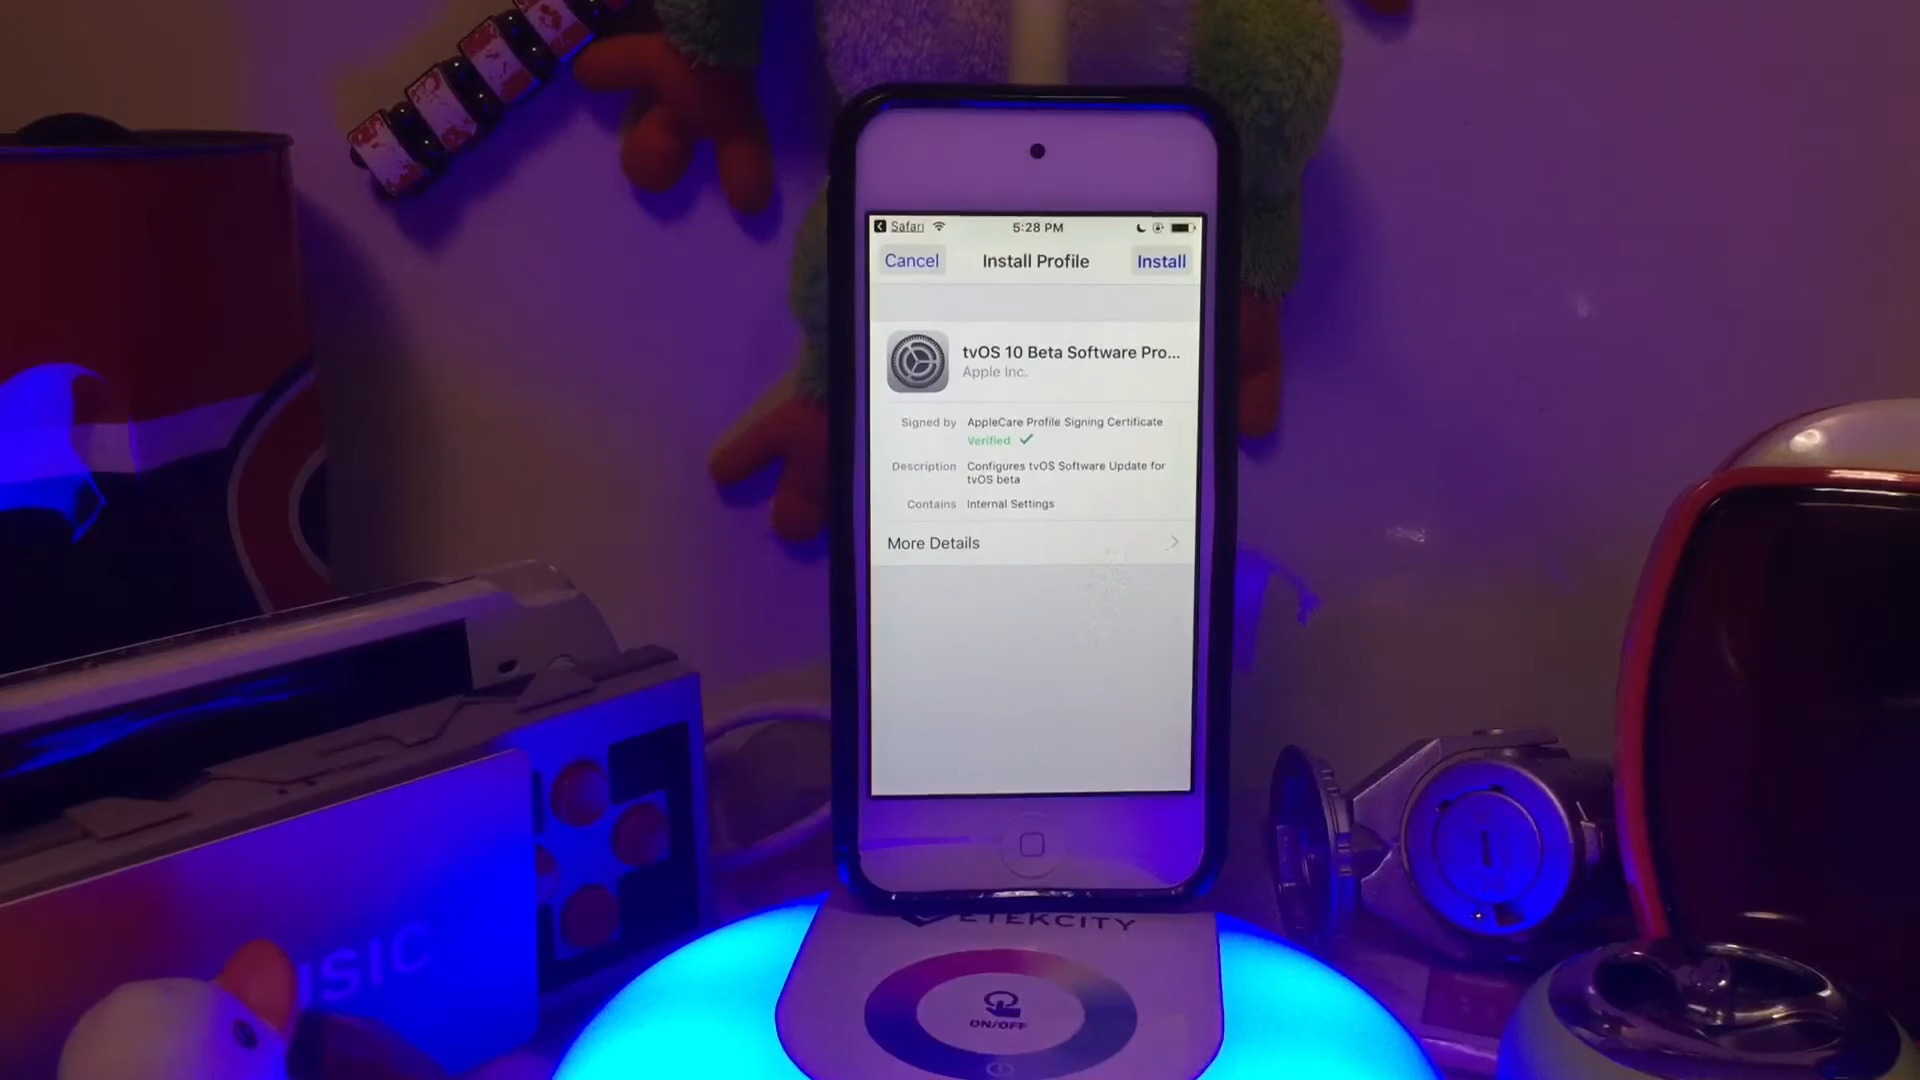 Safari 5:28 PM
Cancel Install Profile Install
tvOS 10 Beta Software Pro...
Apple Inc.
Signed by AppleCare Profile Signing Certificate
Verified ✓
Description Configures tvOS Software Update for
tvOS beta
Contains Internal Settings
More Details
ETEKCITY
ON/OFF
USIC